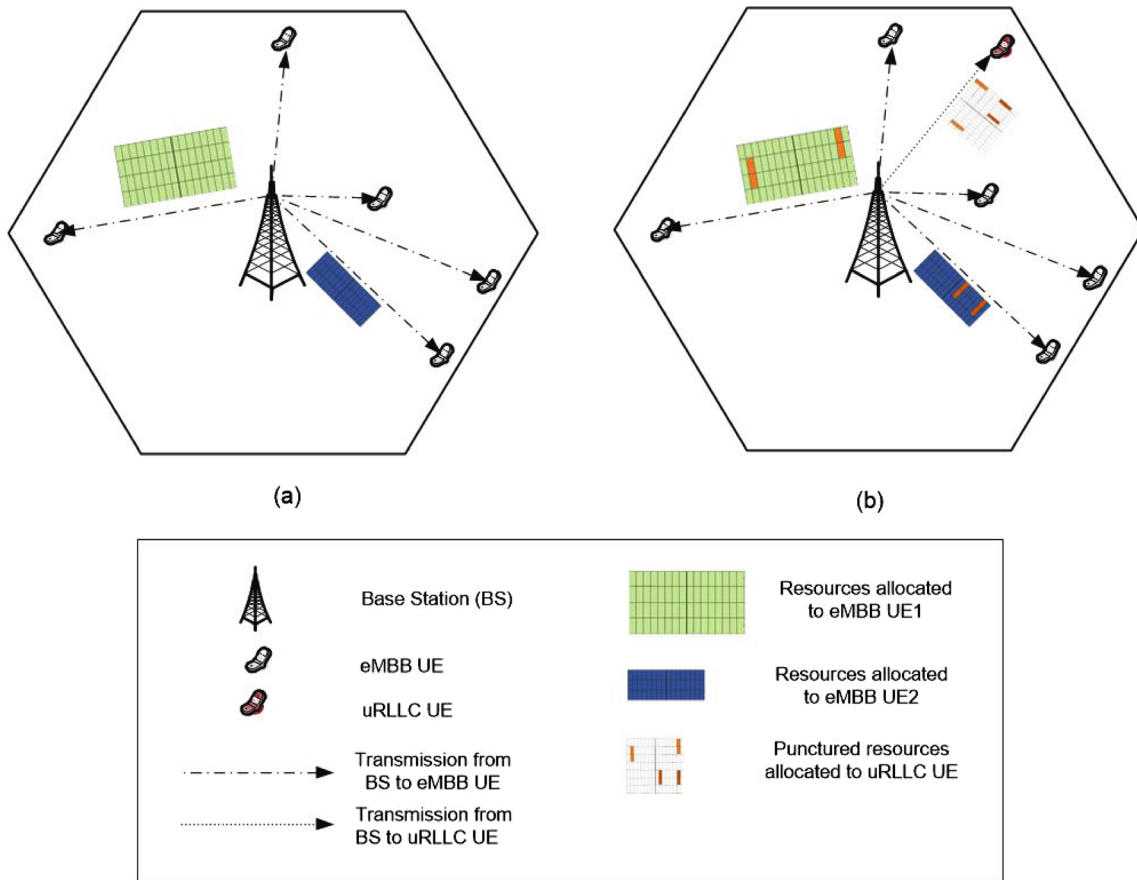 (a)
(b)
Base Station (BS)
eMBB UE
uRLLC UE
Transmission from
BS to eMBB UE
Transmission from
BS to uRLLC UE
Resources allocated
to eMBB UE1
Resources allocated
to eMBB UE2
Punctured resources
allocated to uRLLC UE